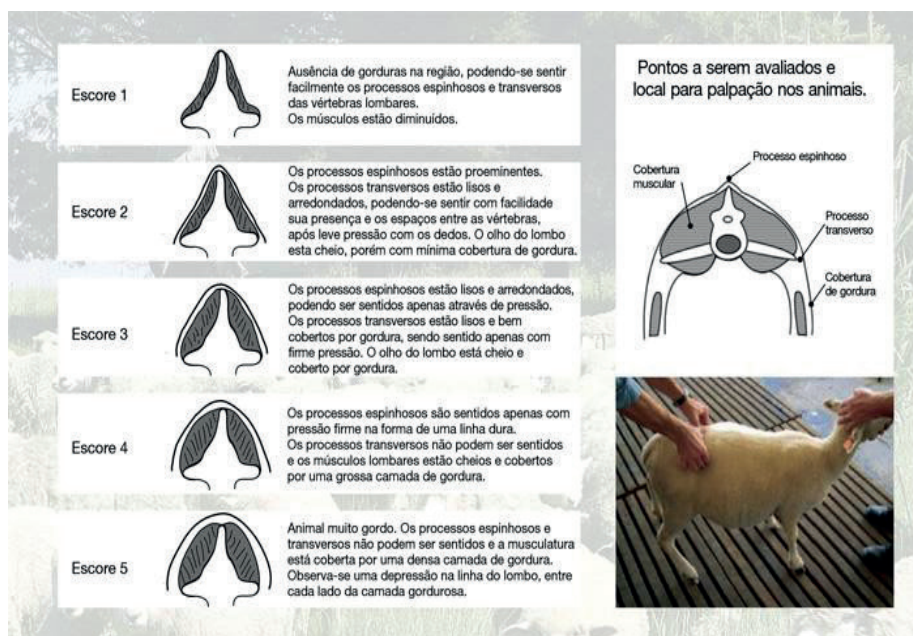 Escore 1
Ausência de gorduras na região, podendo-se sentir
facilmente os processos espinhosos e transversos
das vértebras lombares.
Os músculos estão diminuídos.
Escore 2
Os processos espinhosos estão proeminentes.
Os processos transversos estão lisos e
arredondados, podendo-se sentir com facilidade
sua presença e os espaços entre as vértebras,
após leve pressão com os dedos. O olho do lombo
esta cheio, porém com mínima cobertura de gordura.
Escore 3
Os processos espinhosos estão lisos e arredondados,
podendo ser sentidos apenas através de pressão.
Os processos transversos estão lisos e bem
cobertos por gordura, sendo sentido apenas com
firme pressão. O olho do lombo está cheio e
coberto por gordura.
Escore 4
Os processos espinhosos são sentidos apenas com
pressão firme na forma de uma linha dura.
Os processos transversos não podem ser sentidos
e os músculos lombares estão cheios e cobertos
por uma grossa camada de gordura.
Escore 5
Animal muito gordo. Os processos espinhosos e
transversos não podem ser sentidos e a musculatura
está coberta por uma densa camada de gordura.
Observa-se uma depressão na linha do lombo, entre
cada lado da camada gordurosa.
Pontos a serem avaliados e
local para palpação nos animais.
Processo espinhoso
Cobertura
muscular
Processo
transverso
Cobertura
de gordura